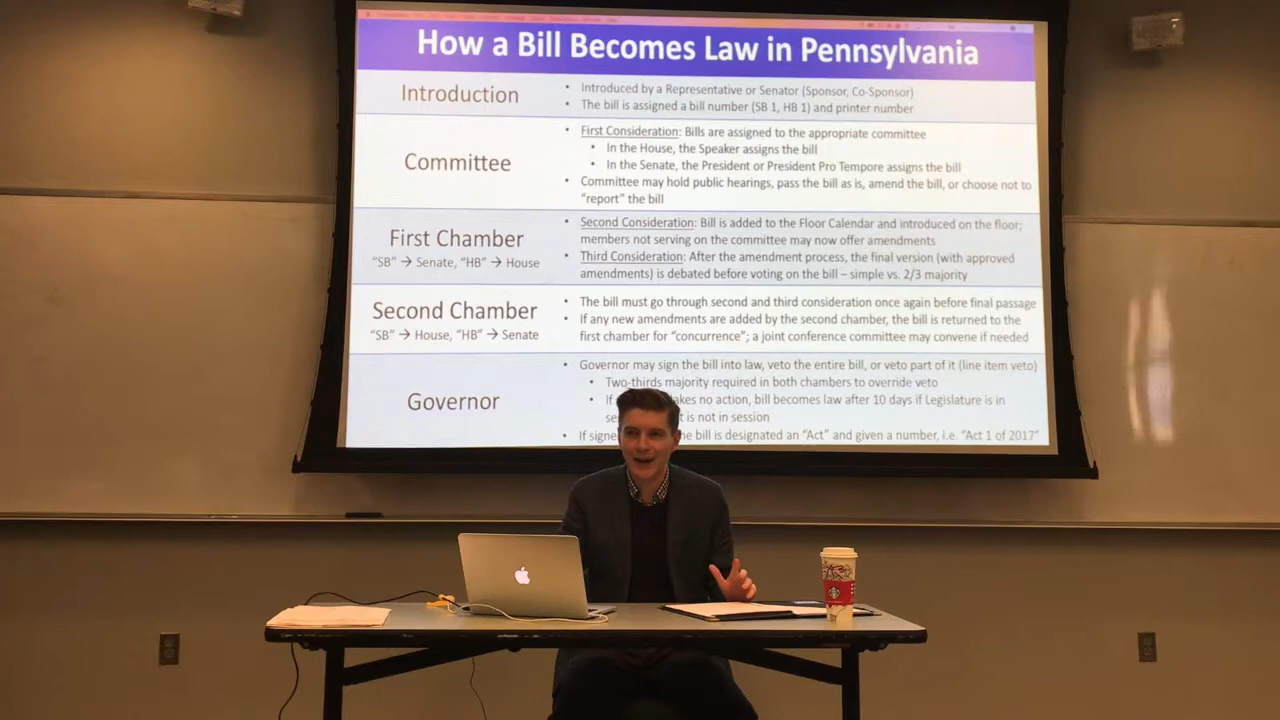 How a Bill Becomes Law in Pennsylvania
Introduction
• Introduced by a Representative or Senator (Sponsor, Co-Sponsor)
• The bill is assigned a bill number (SB 1, HB 1) and printer number
Committee
• First Consideration: Bills are assigned to the appropriate committee
• In the House, the Speaker assigns the bill
• In the Senate, the President or President Pro Tempore assigns the bill
• Committee may hold public hearings, pass the bill as is, amend the bill, or choose not to
"report" the bill
First Chamber
"SB" → Senate, "HB" → House
• Second Consideration: Bill is added to the Floor Calendar and introduced on the floor;
members not serving on the committee may now offer amendments
• Third Consideration: After the amendment process, the final version (with approved
amendments) is debated before voting on the bill – simple vs. 2/3 majority
Second Chamber
"SB" → House, "HB" → Senate
• The bill must go through second and third consideration once again before final passage
• If any new amendments are added by the second chamber, the bill is returned to the
first chamber for "concurrence"; a joint conference committee may convene if needed
Governor
• Governor may sign the bill into law, veto the entire bill, or veto part of it (line item veto)
• Two-thirds majority required in both chambers to override veto
• If no action, bill becomes law after 10 days if Legislature is in
is not in session
• If bill is designated an "Act" and given a number, i.e. "Act 1 of 2017"